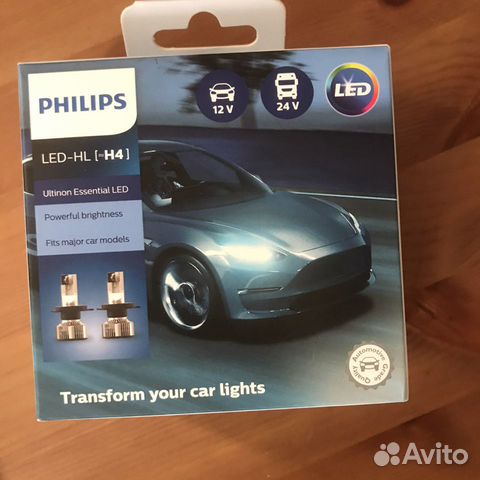 PHILIPS
12 V
24 V
LED
LED-HL [≈H4]
Ultinon Essential LED
Powerful brightness
Fits major car models
Automotive Grade Quality
Transform your car lights
Avito